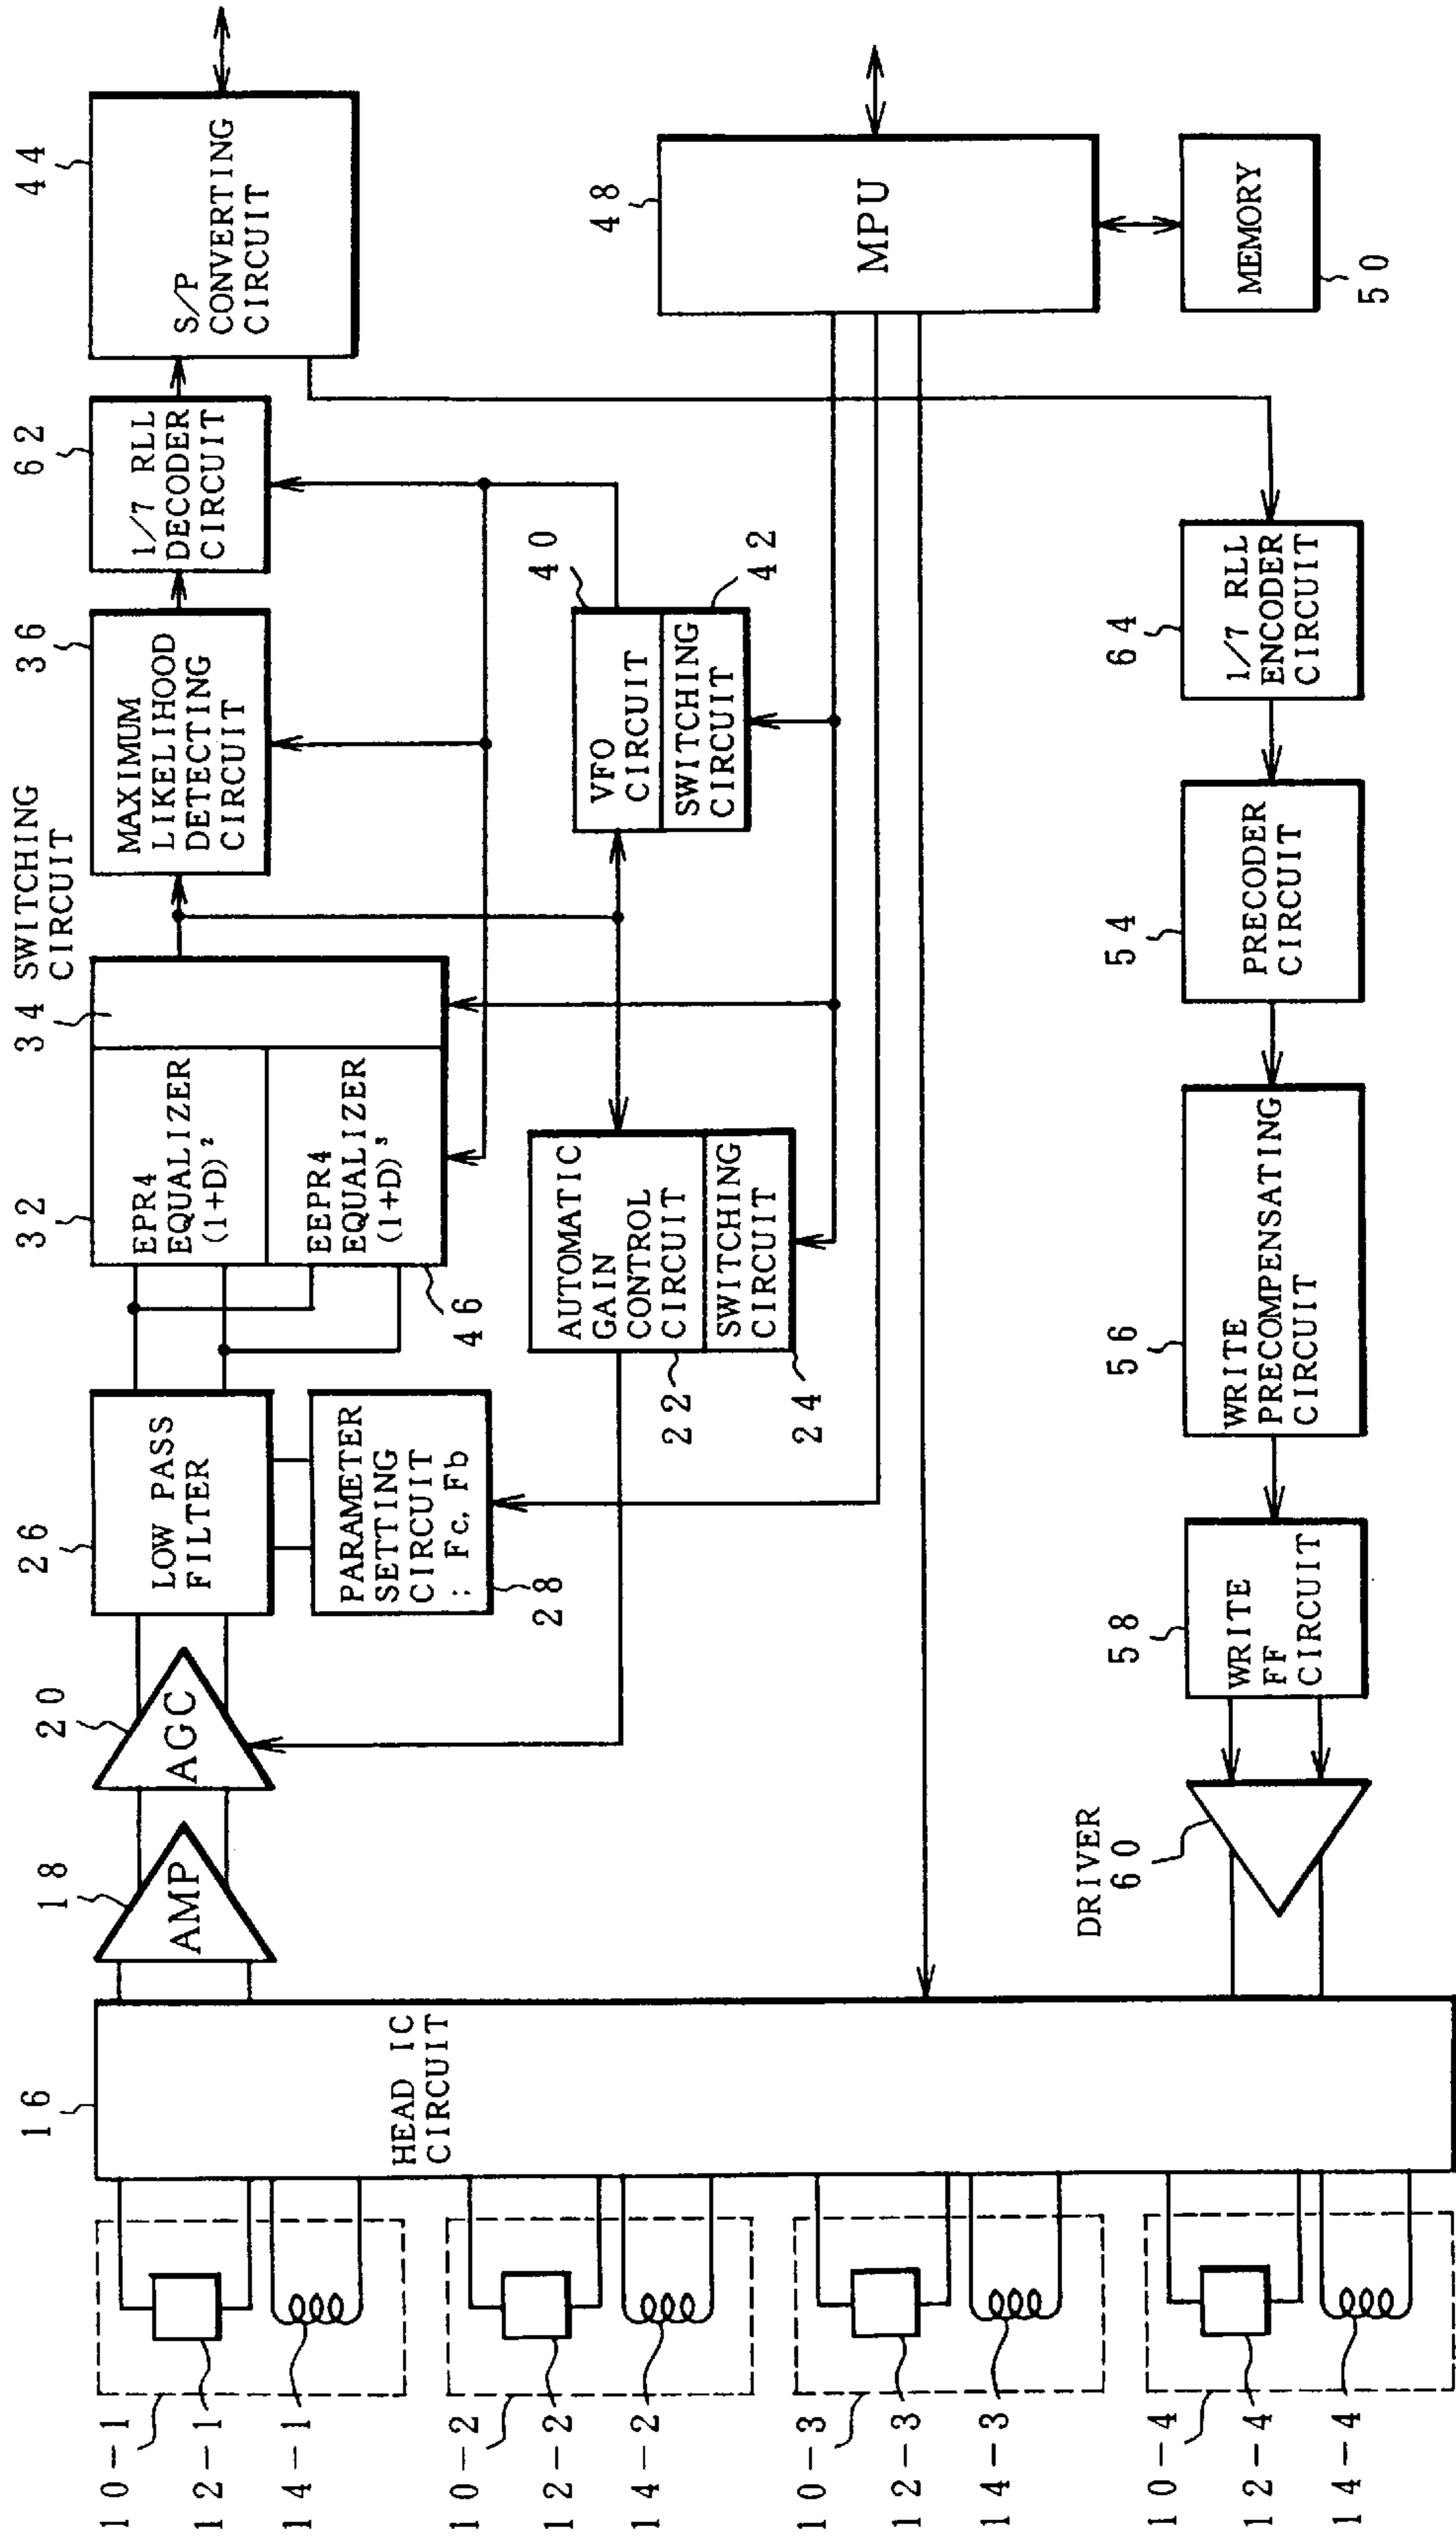 10-1
12-1
14-1
10-2
12-2
14-2
10-3
12-3
14-3
10-4
12-4
14-4
16
HEAD IC
CIRCUIT
18
AMP
20
AGC
26
LOW PASS
FILTER
PARAMETER
SETTING
CIRCUIT
: Fc, Fb
28
32
EPR4
EQUALIZER
(1+D)²
EEPR4
EQUALIZER
(1+D)³
46
34 SWITCHING
CIRCUIT
AUTOMATIC
GAIN
CONTROL
CIRCUIT
SWITCHING
CIRCUIT
22
24
36
MAXIMUM
LIKELIHOOD
DETECTING
CIRCUIT
40
VFO
CIRCUIT
SWITCHING
CIRCUIT
42
62
1/7 RLL
DECODER
CIRCUIT
44
S/P
CONVERTING
CIRCUIT
48
MPU
MEMORY
50
64
1/7 RLL
ENCODER
CIRCUIT
54
PRECODER
CIRCUIT
56
WRITE
PRECOMPENSATING
CIRCUIT
58
WRITE
FF
CIRCUIT
DRIVER
60